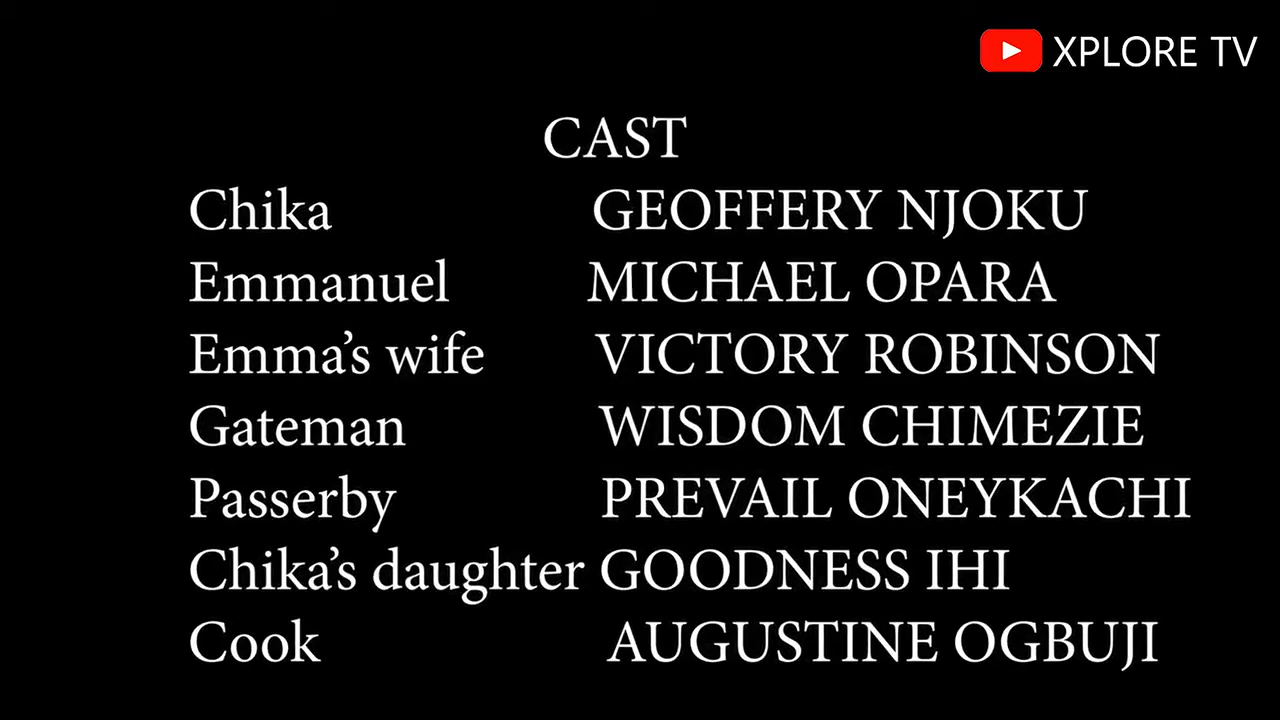 XPLORE TV
CAST
Chika GEOFFERY NJOKU
Emmanuel MICHAEL OPARA
Emma's wife VICTORY ROBINSON
Gateman WISDOM CHIMEZIE
Passerby PREVAIL ONEYKACHI
Chika's daughter GOODNESS IHI
Cook AUGUSTINE OGBUJI